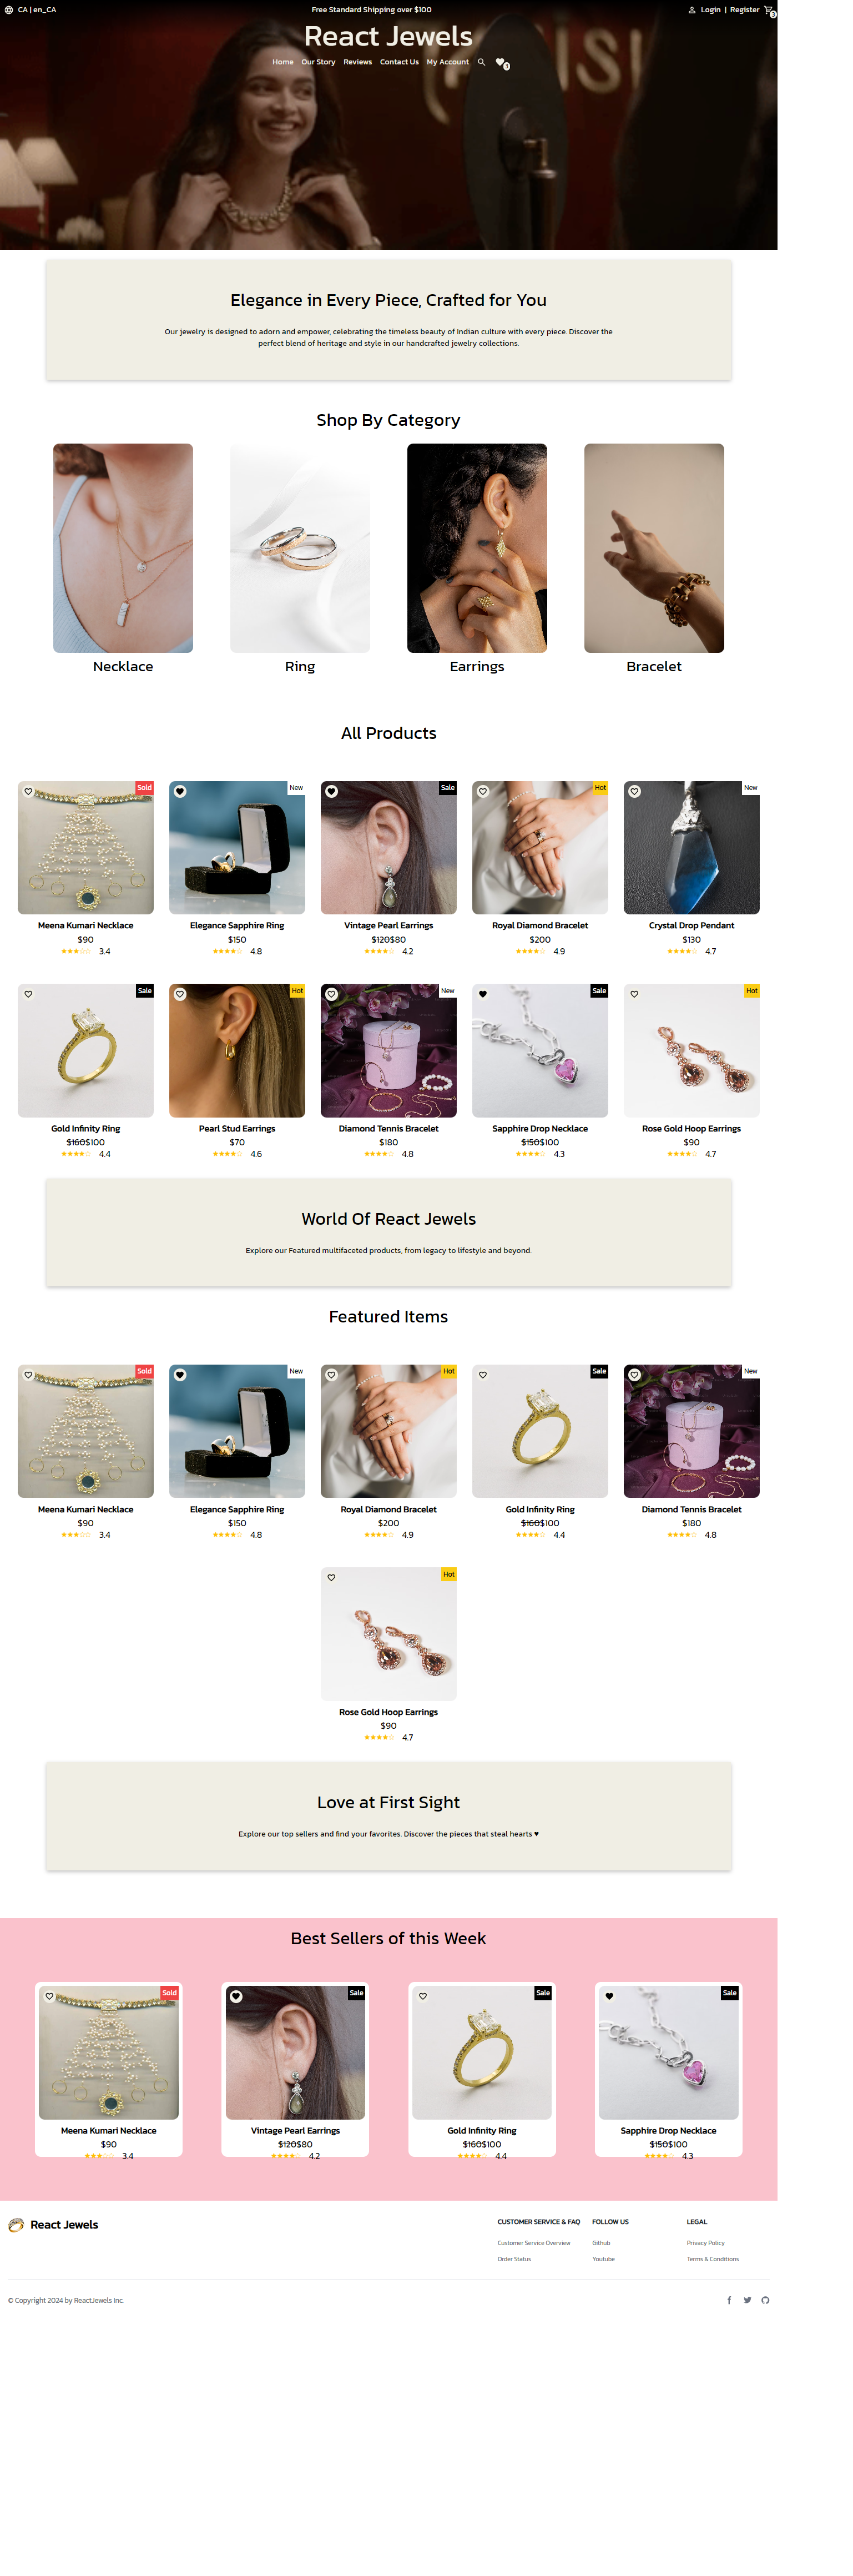 CA | en_CA
Free Standard Shipping over $100
Login | Register
3
React Jewels
Home Our Story Reviews Contact Us My Account
3
Elegance in Every Piece, Crafted for You
Our jewelry is designed to adorn and empower, celebrating the timeless beauty of Indian culture with every piece. Discover the
perfect blend of heritage and style in our handcrafted jewelry collections.
Shop By Category
Necklace Ring Earrings Bracelet
All Products
Sold New Sale Hot New
Meena Kumari Necklace Elegance Sapphire Ring Vintage Pearl Earrings Royal Diamond Bracelet Crystal Drop Pendant
$90 $150 $120$80 $200 $130
3.4 4.8 4.2 4.9 4.7
Sale Hot New Sale Hot
Gold Infinity Ring Pearl Stud Earrings Diamond Tennis Bracelet Sapphire Drop Necklace Rose Gold Hoop Earrings
$160$100 $70 $180 $150$100 $90
4.4 4.6 4.8 4.3 4.7
World Of React Jewels
Explore our Featured multifaceted products, from legacy to lifestyle and beyond.
Featured Items
Sold New Hot Sale New
Meena Kumari Necklace Elegance Sapphire Ring Royal Diamond Bracelet Gold Infinity Ring Diamond Tennis Bracelet
$90 $150 $200 $160$100 $180
3.4 4.8 4.9 4.4 4.8
Hot
Rose Gold Hoop Earrings
$90
4.7
Love at First Sight
Explore our top sellers and find your favorites. Discover the pieces that steal hearts ♥
Best Sellers of this Week
Sold Sale Sale Sale
Meena Kumari Necklace Vintage Pearl Earrings Gold Infinity Ring Sapphire Drop Necklace
$90 $120$80 $160$100 $150$100
3.4 4.2 4.4 4.3
React Jewels
CUSTOMER SERVICE & FAQ FOLLOW US LEGAL
Customer Service Overview Github Privacy Policy
Order Status Youtube Terms & Conditions
© Copyright 2024 by ReactJewels Inc.